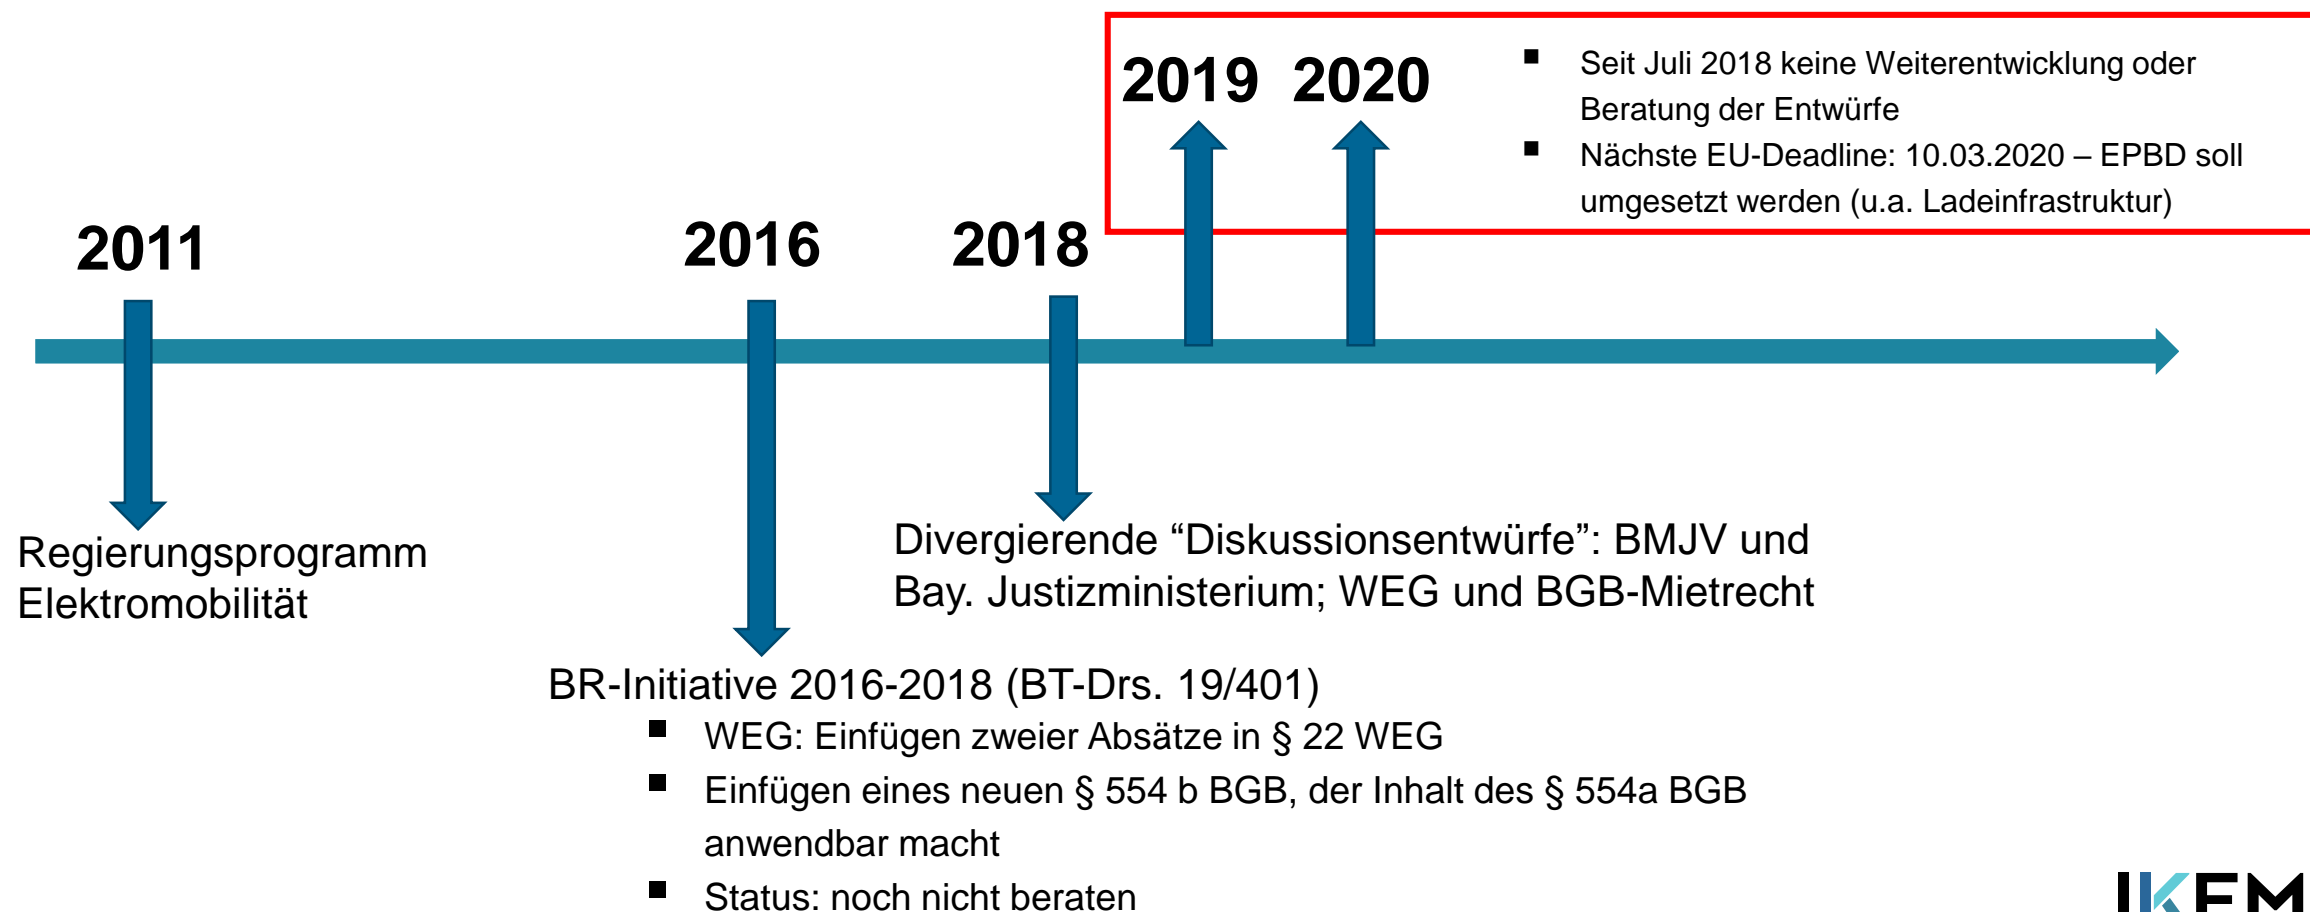 2019 2020
Seit Juli 2018 keine Weiterentwicklung oder
Beratung der Entwürfe
Nächste EU-Deadline: 10.03.2020 – EPBD soll
umgesetzt werden (u.a. Ladeinfrastruktur)
2011
2016
2018
Regierungsprogramm
Elektromobilität
Divergierende “Diskussionsentwürfe”: BMJV und
Bay. Justizministerium; WEG und BGB-Mietrecht
BR-Initiative 2016-2018 (BT-Drs. 19/401)
WEG: Einfügen zweier Absätze in § 22 WEG
Einfügen eines neuen § 554 b BGB, der Inhalt des § 554a BGB
anwendbar macht
Status: noch nicht beraten
IKEM